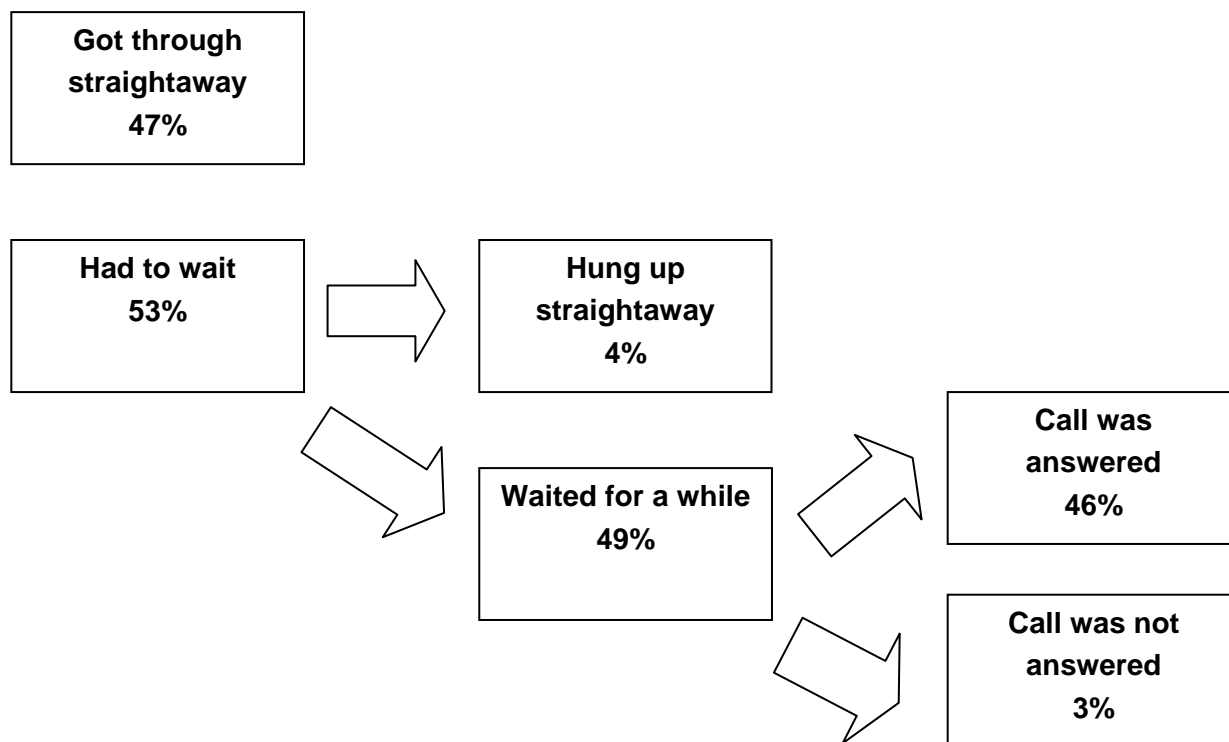 Got through
straightaway
47%
Had to wait
53%
Hung up
straightaway
4%
Waited for a while
49%
Call was
answered
46%
Call was not
answered
3%